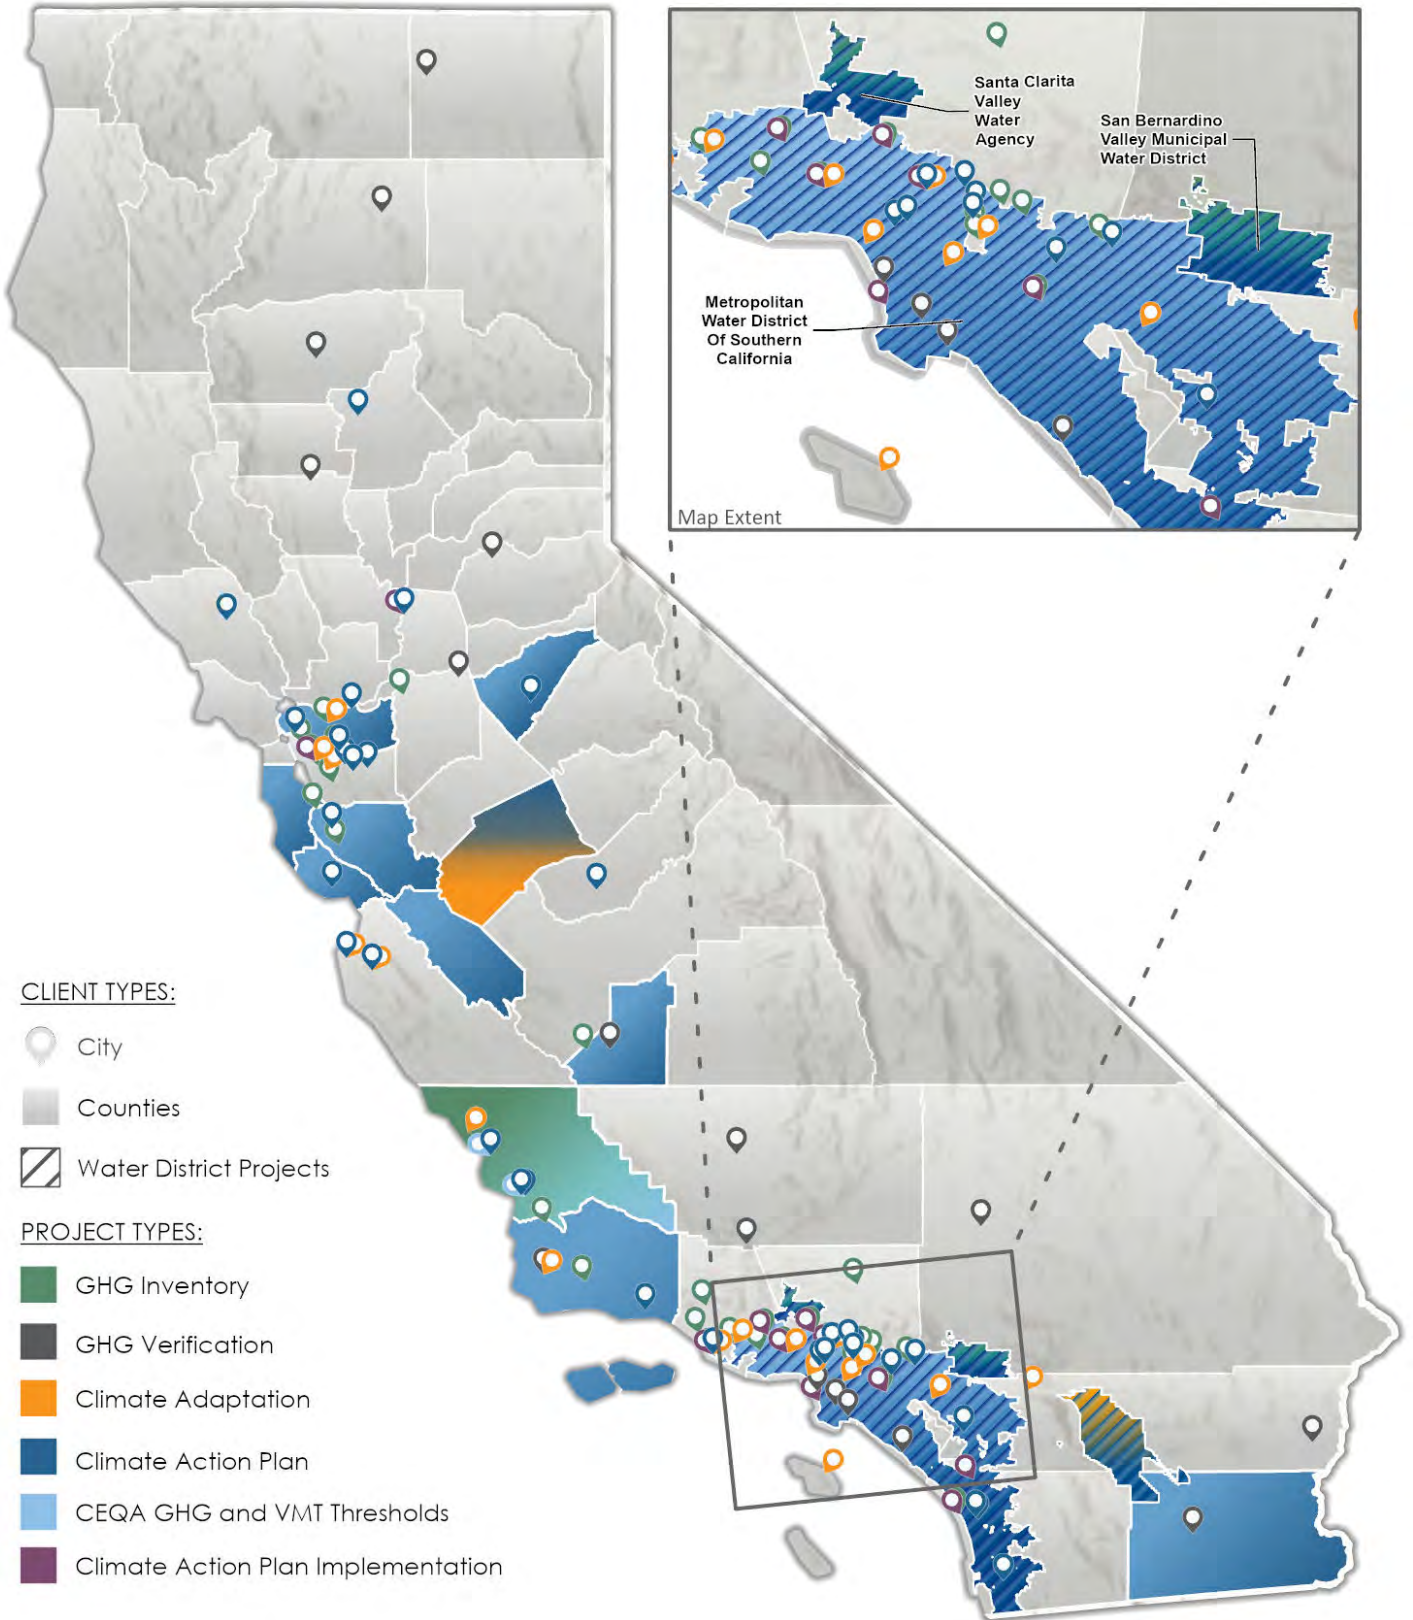 Santa Clarita
Valley
Water
Agency
San Bernardino
Valley Municipal
Water District
Metropolitan
Water District
Of Southern
California
Map Extent
CLIENT TYPES:
City
Counties
Water District Projects
PROJECT TYPES:
GHG Inventory
GHG Verification
Climate Adaptation
Climate Action Plan
CEQA GHG and VMT Thresholds
Climate Action Plan Implementation